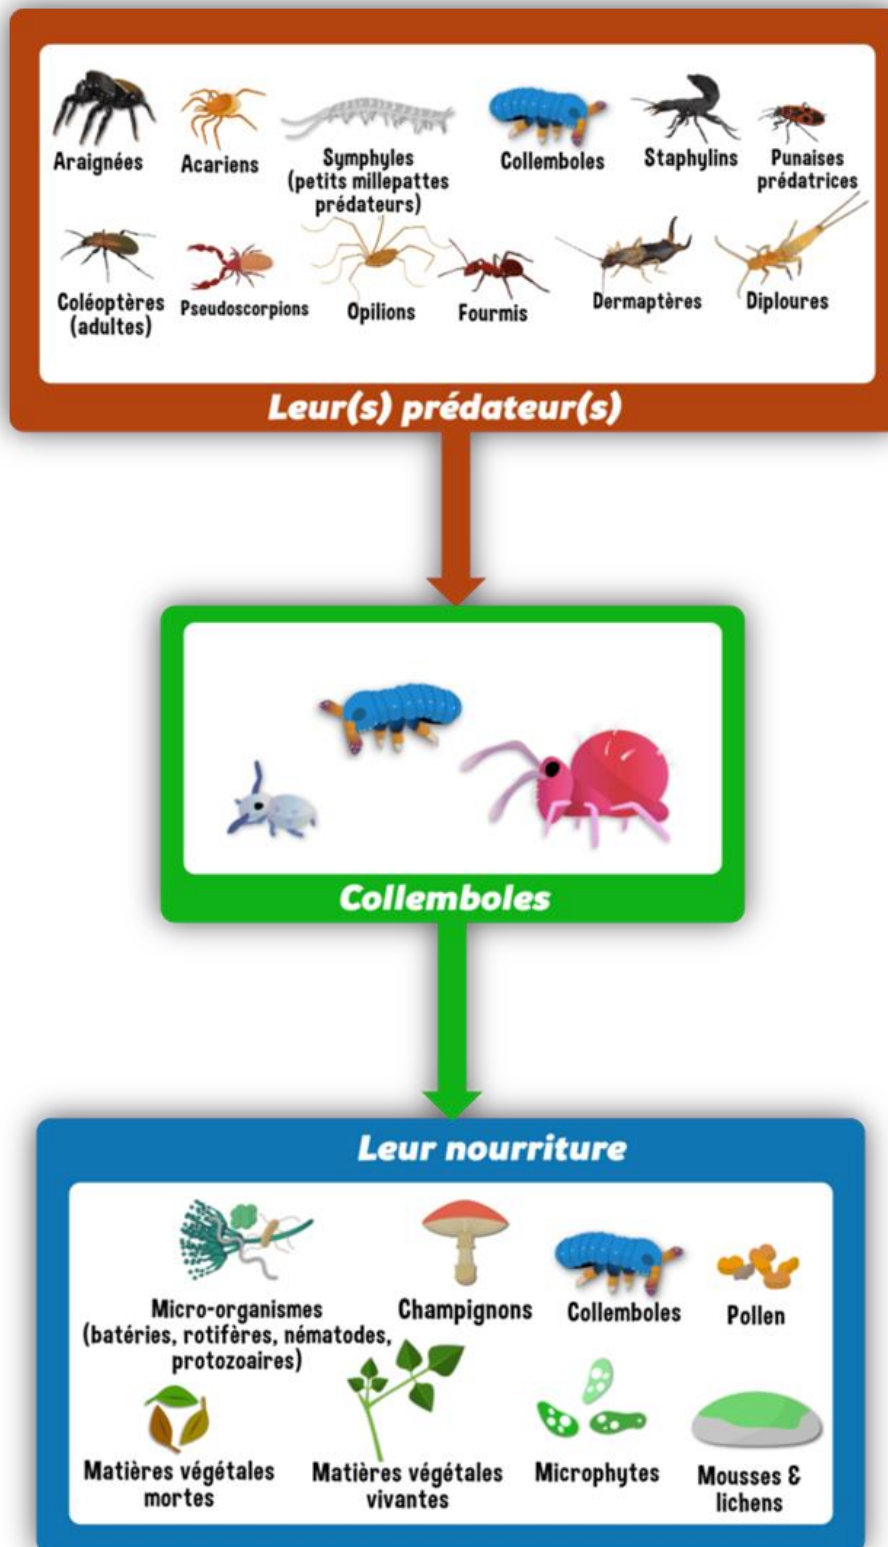 Araignées
Acariens
Symphyles
(petits millepattes
prédateurs)
Collemboles
Staphylins
Punaises
prédatrices
Coléoptères
(adultes)
Pseudoscorpions
Opilions
Fourmis
Dermaptères
Diploures
Leur(s) prédateur(s)
Collemboles
Leur nourriture
Micro-organismes
(batéries, rotifères, nématodes,
protozoaires)
Champignons
Collemboles
Pollen
Matières végétales
mortes
Matières végétales
vivantes
Microphytes
Mousses &
lichens